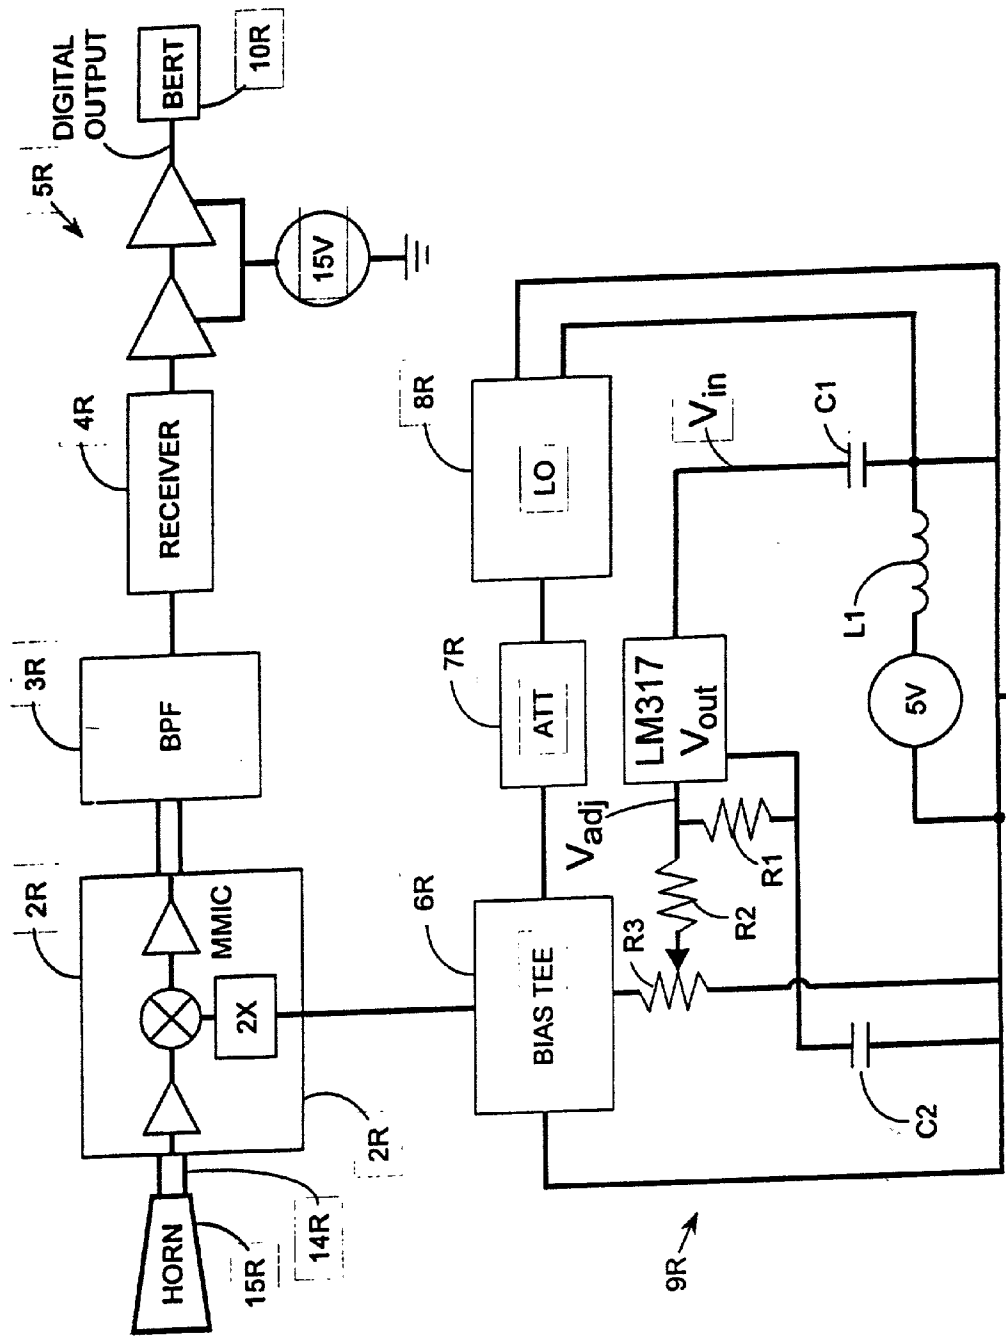 HORN
15R
14R
2R
2R
MMIC
2X
3R
BPF
4R
RECEIVER
5R
DIGITAL
OUTPUT
15V
BERT
10R
6R
BIAS TEE
7R
ATT
8R
LO
9R
R3
R2
R1
Vadj
LM317
Vout
Vin
C1
C2
5V
L1